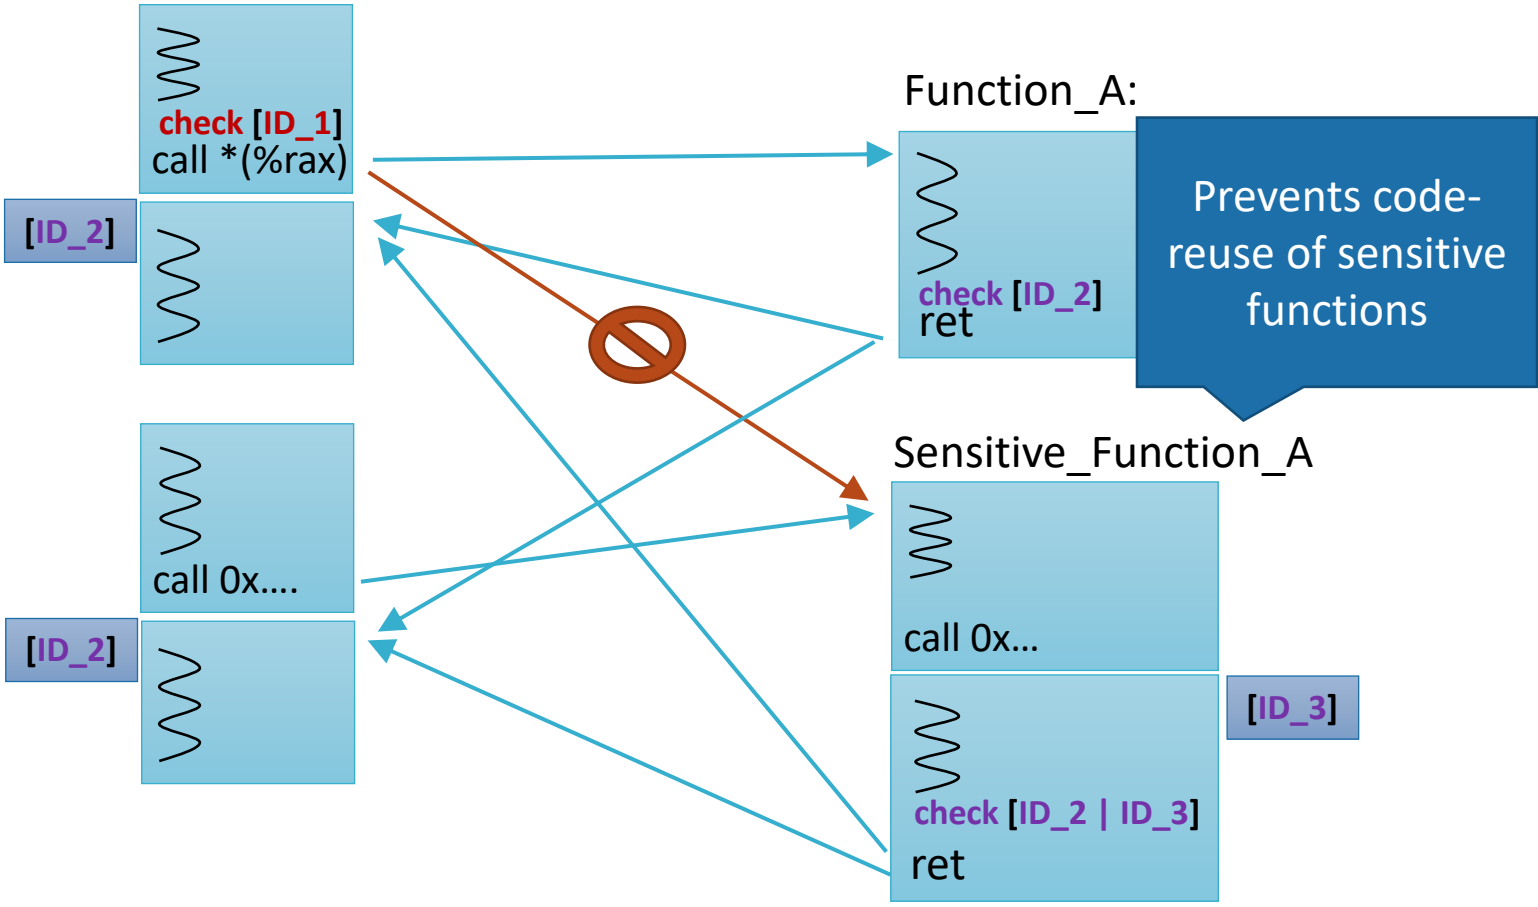 check [ID_1]
call *(%rax)
[ID_2]
call 0x....
[ID_2]
Function_A:
check [ID_2]
ret
Prevents code-
reuse of sensitive
functions
Sensitive_Function_A
call 0x...
[ID_3]
check [ID_2 | ID_3]
ret